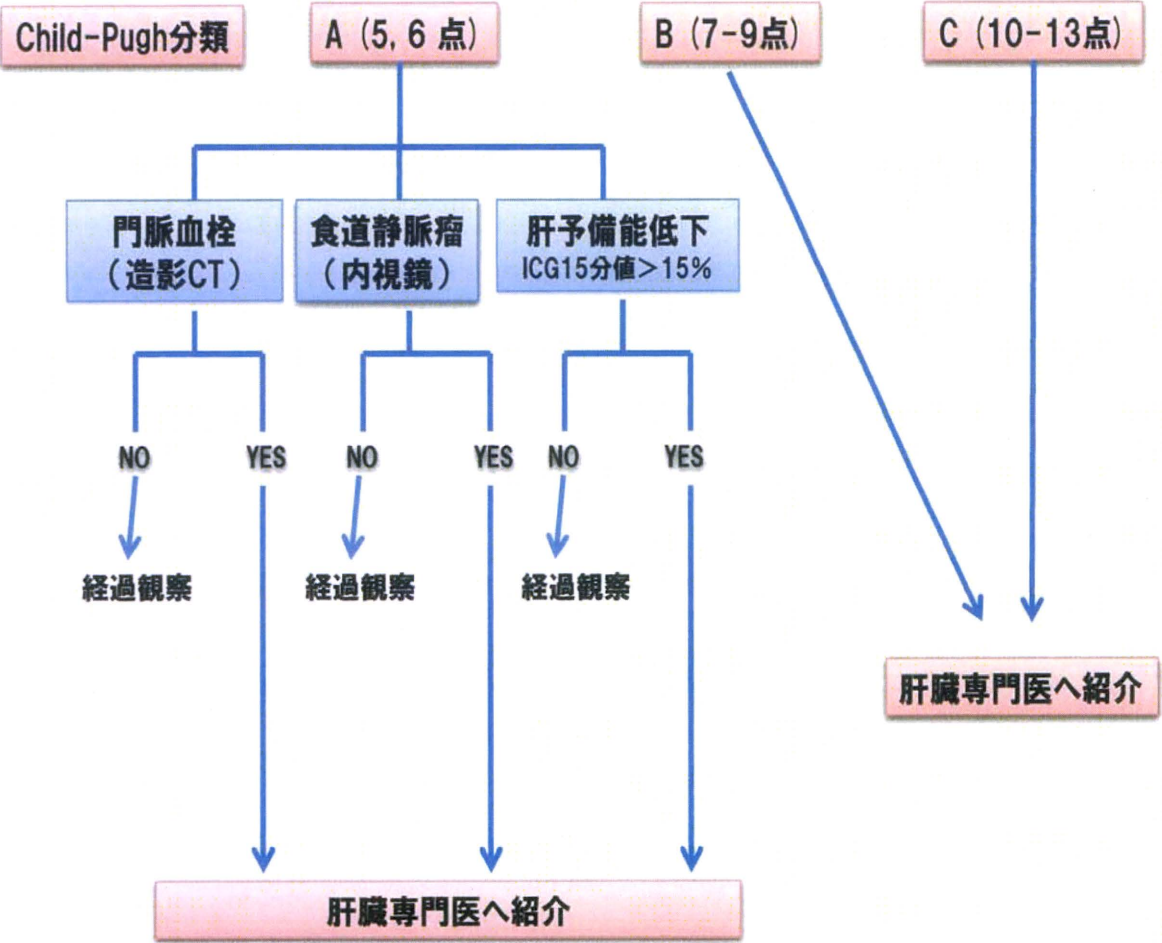 Child-Pugh分類
A (5, 6 点)
B (7-9点)
C (10-13点)
門脈血栓
(造影CT)
食道静脈瘤
(内視鏡)
肝予備能低下
ICG15分値>15%
NO
YES
NO
YES
NO
YES
経過観察
経過観察
経過観察
肝臓専門医へ紹介
肝臓専門医へ紹介